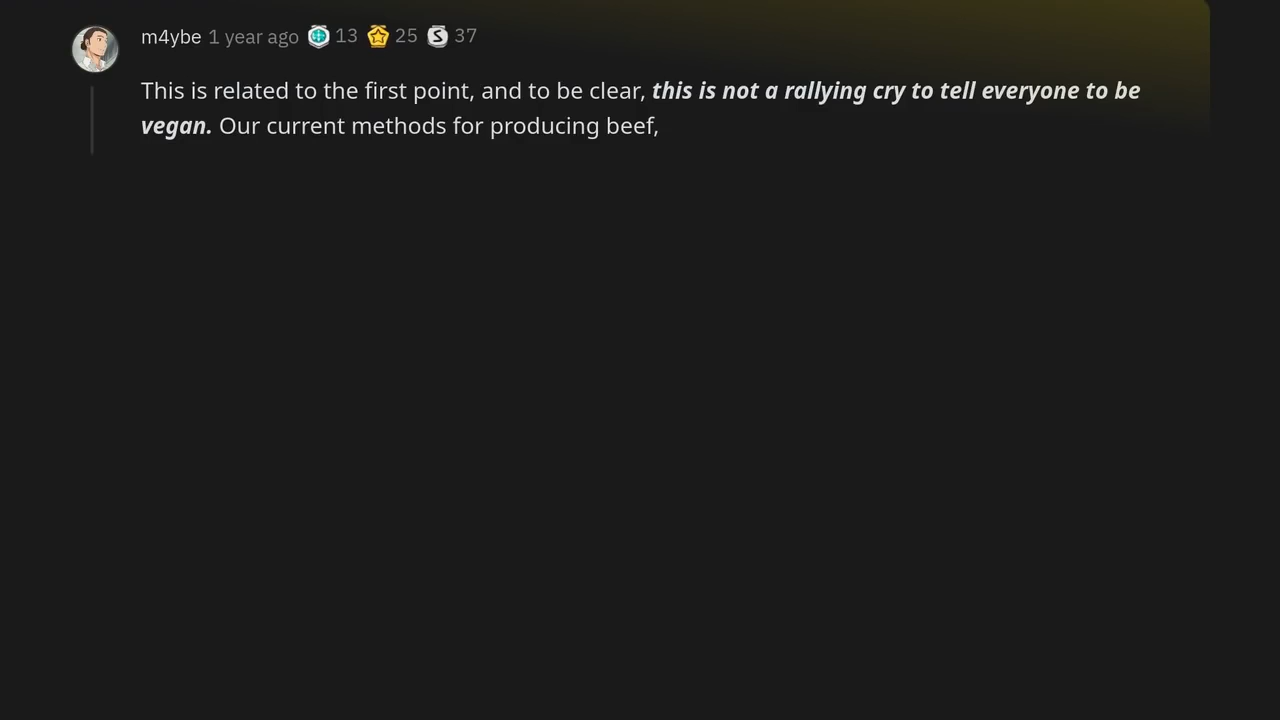 m4ybe 1 year ago 13 25 S 37
This is related to the first point, and to be clear, this is not a rallying cry to tell everyone to be
vegan. Our current methods for producing beef,